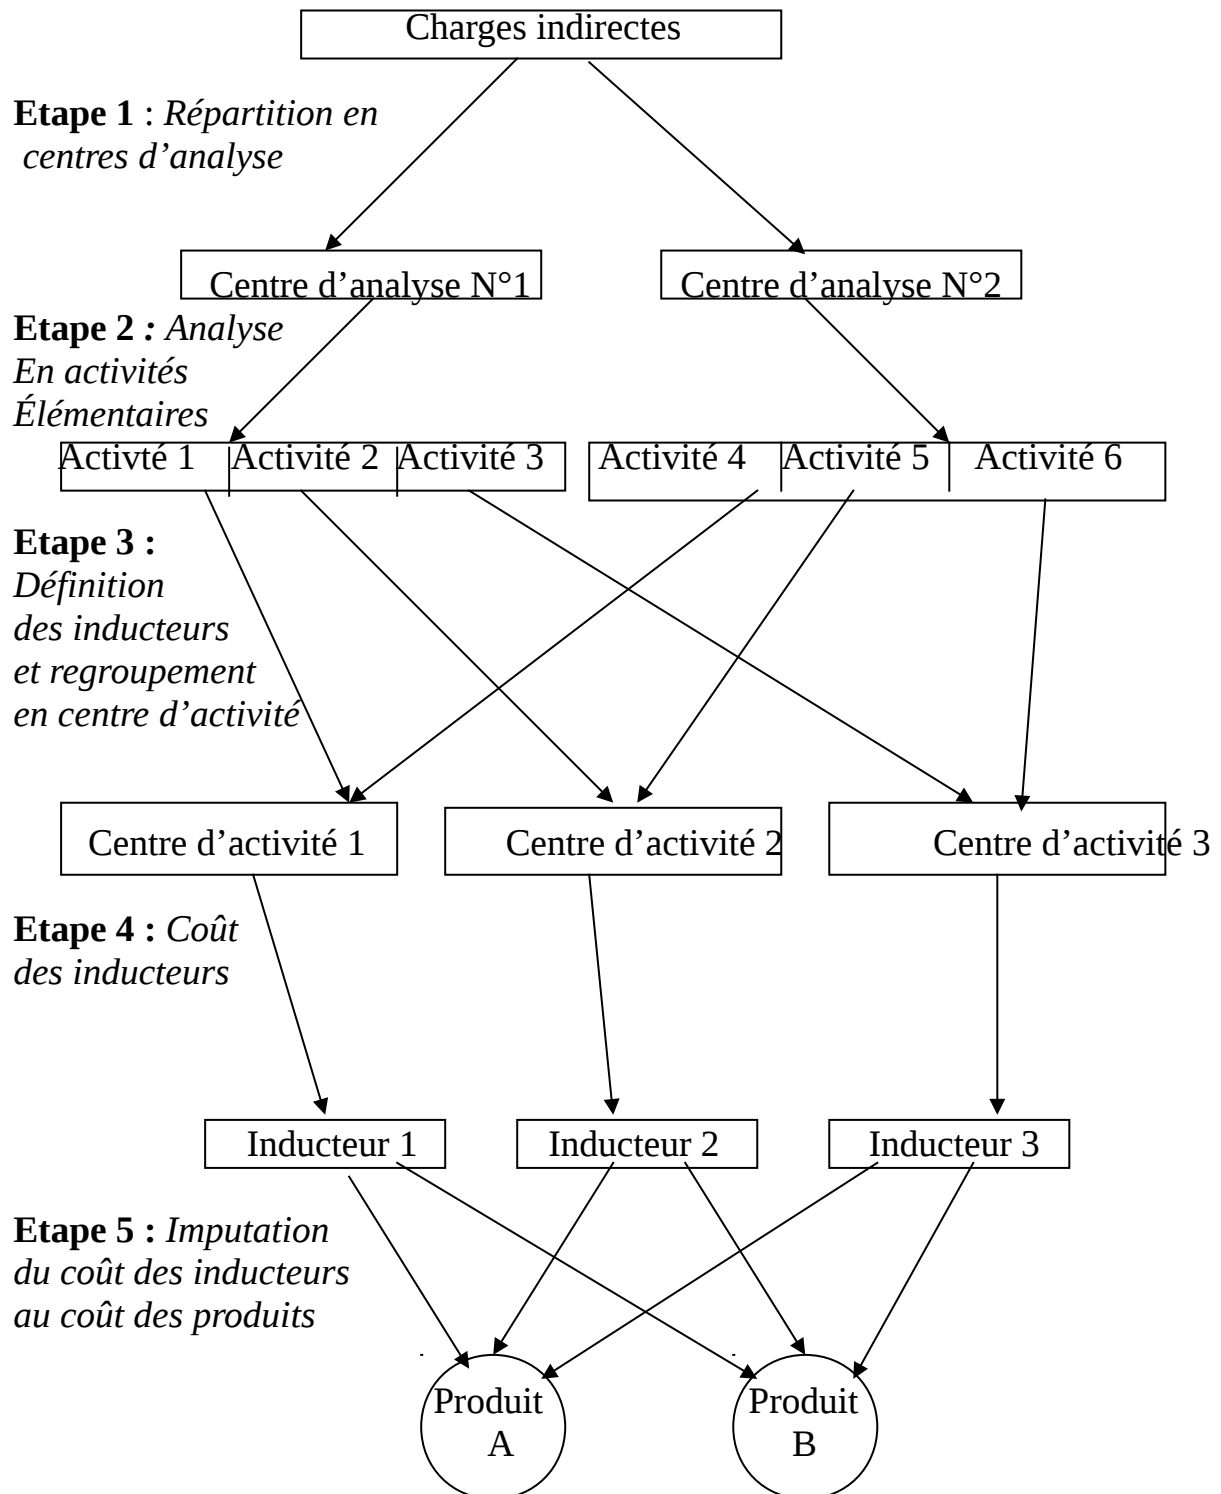 Charges indirectes
Etape 1 : Répartition en
centres d’analyse
Centre d’analyse N°1
Centre d’analyse N°2
Etape 2 : Analyse
En activités
Élémentaires
Activté 1
Activité 2
Activité 3
Activité 4
Activité 5
Activité 6
Etape 3 :
Définition
des inducteurs
et regroupement
en centre d’activité
Centre d’activité 1
Centre d’activité 2
Centre d’activité 3
Etape 4 : Coût
des inducteurs
Inducteur 1
Inducteur 2
Inducteur 3
Etape 5 : Imputation
du coût des inducteurs
au coût des produits
Produit
A
Produit
B